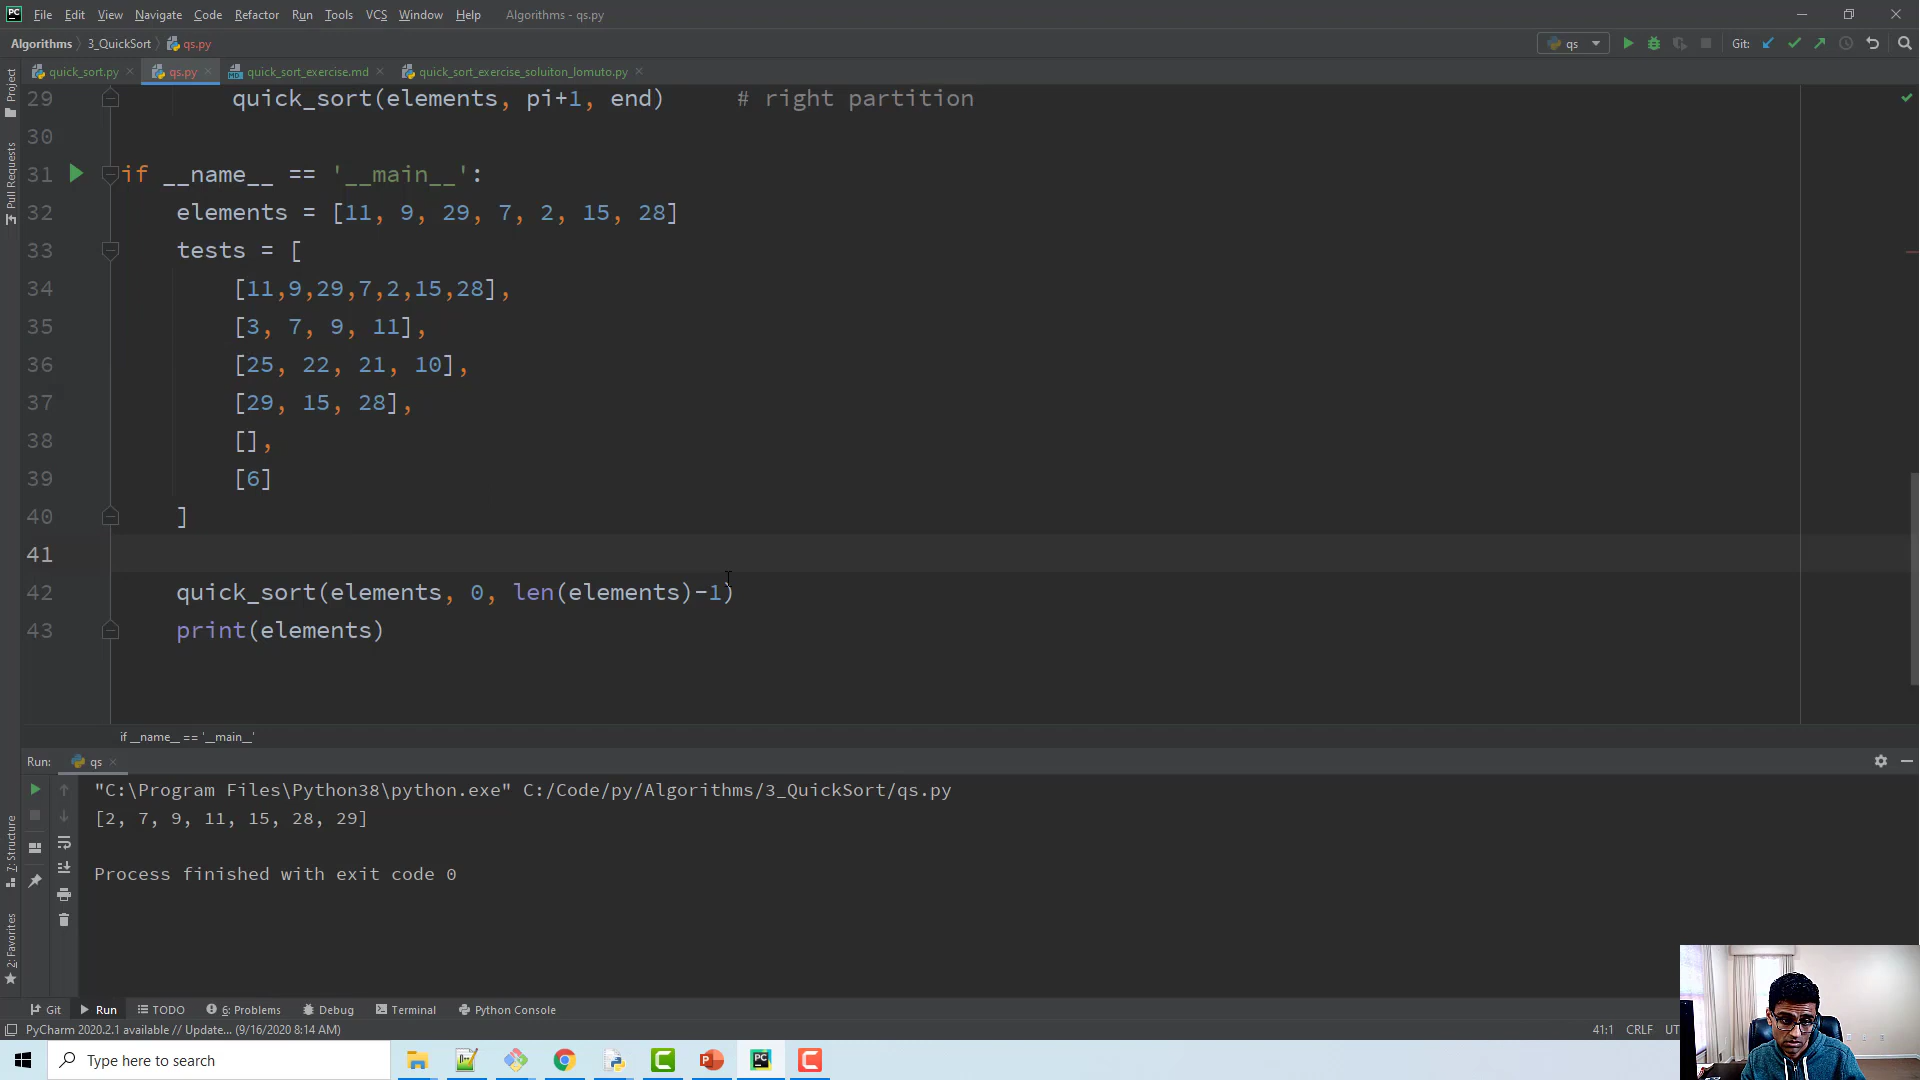 File Edit View Navigate Code Refactor Run Tools VCS Window Help Algorithms - qs.py
Algorithms 3_QuickSort qs.py qs Git:
quick_sort.py qs.py quick_sort_exercise.md quick_sort_exercise_soluiton_lomuto.py
Project
Pull Requests
29 quick_sort(elements, pi+1, end) # right partition
30
31 if __name__ == '__main__':
32 elements = [11, 9, 29, 7, 2, 15, 28]
33 tests = [
34 [11,9,29,7,2,15,28],
35 [3, 7, 9, 11],
36 [25, 22, 21, 10],
37 [29, 15, 28],
38 [],
39 [6]
40 ]
41
42 quick_sort(elements, 0, len(elements)-1)
43 print(elements)
if __name__ == '__main__'
Run: qs
"C:\Program Files\Python38\python.exe" C:/Code/py/Algorithms/3_QuickSort/qs.py
[2, 7, 9, 11, 15, 28, 29]
Process finished with exit code 0
7: Structure
2: Favorites
Git Run TODO 6: Problems Debug Terminal Python Console
PyCharm 2020.2.1 available // Update... (9/16/2020 8:14 AM) 41:1 CRLF
Type here to search